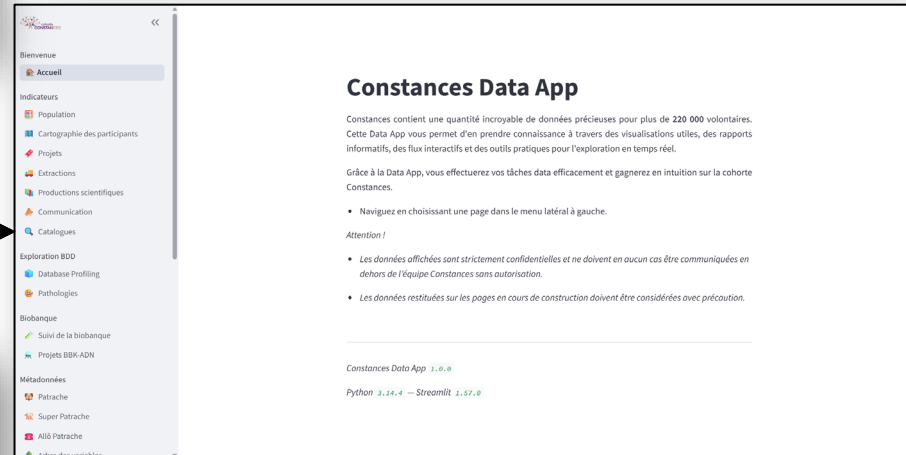 cohorte
CONSTANCES
Bienvenue
Accueil
Indicateurs
Population
Cartographie des participants
Projets
Extractions
Productions scientifiques
Communication
Catalogues
Exploration BDD
Database Profiling
Pathologies
Biobanque
Suivi de la biobanque
Projets BBK-ADN
Métadonnées
Patrache
Super Patrache
Allô Patrache
Arbre des variables
Constances Data App
Constances contient une quantité incroyable de données précieuses pour plus de 220 000 volontaires.
Cette Data App vous permet d'en prendre connaissance à travers des visualisations utiles, des rapports
informatifs, des flux interactifs et des outils pratiques pour l'exploration en temps réel.
Grâce à la Data App, vous effectuerez vos tâches data efficacement et gagnerez en intuition sur la cohorte
Constances.
• Naviguez en choisissant une page dans le menu latéral à gauche.
Attention !
• Les données affichées sont strictement confidentielles et ne doivent en aucun cas être communiquées en
dehors de l'équipe Constances sans autorisation.
• Les données restituées sur les pages en cours de construction doivent être considérées avec précaution.
Constances Data App 1.0.0
Python 3.14.4 — Streamlit 1.57.0